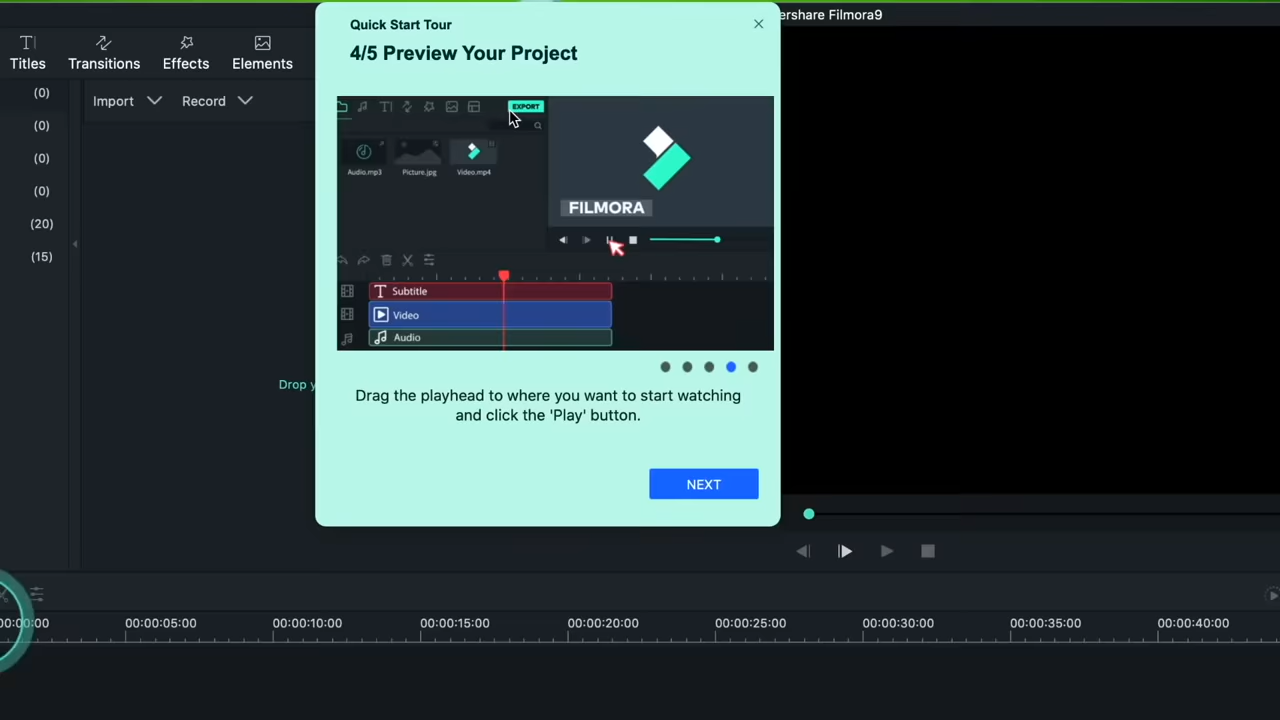 ershare Filmora9
Titles
Transitions
Effects
Elements
(0)
(0)
(0)
(0)
(20)
(15)
Import
Record
Drop
Quick Start Tour
4/5 Preview Your Project
EXPORT
Audio.mp3
Picture.jpg
Video.mp4
FILMORA
Subtitle
Video
Audio
Drag the playhead to where you want to start watching
and click the 'Play' button.
NEXT
00:00:00 00:00:05:00 00:00:10:00 00:00:15:00 00:00:20:00 00:00:25:00 00:00:30:00 00:00:35:00 00:00:40:00